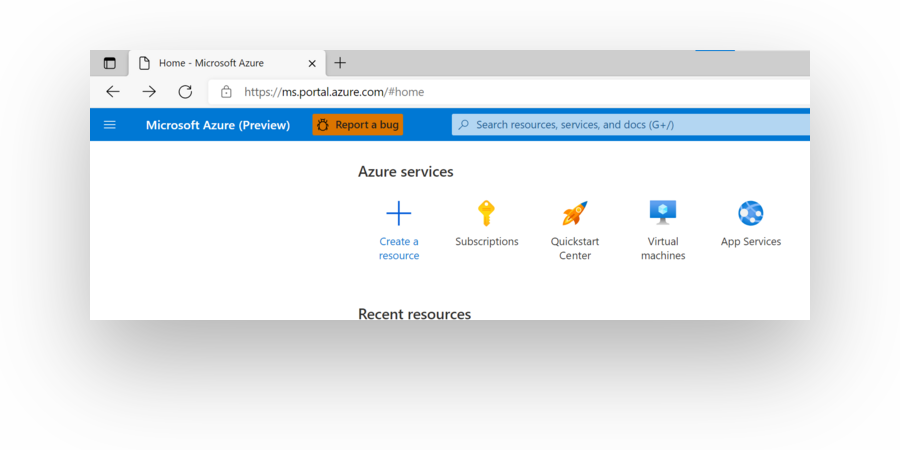 Home - Microsoft Azure
https://ms.portal.azure.com/#home
Microsoft Azure (Preview)
Report a bug
Search resources, services, and docs (G+/)
Azure services
Create a
resource
Subscriptions
Quickstart
Center
Virtual
machines
App Services
Recent resources